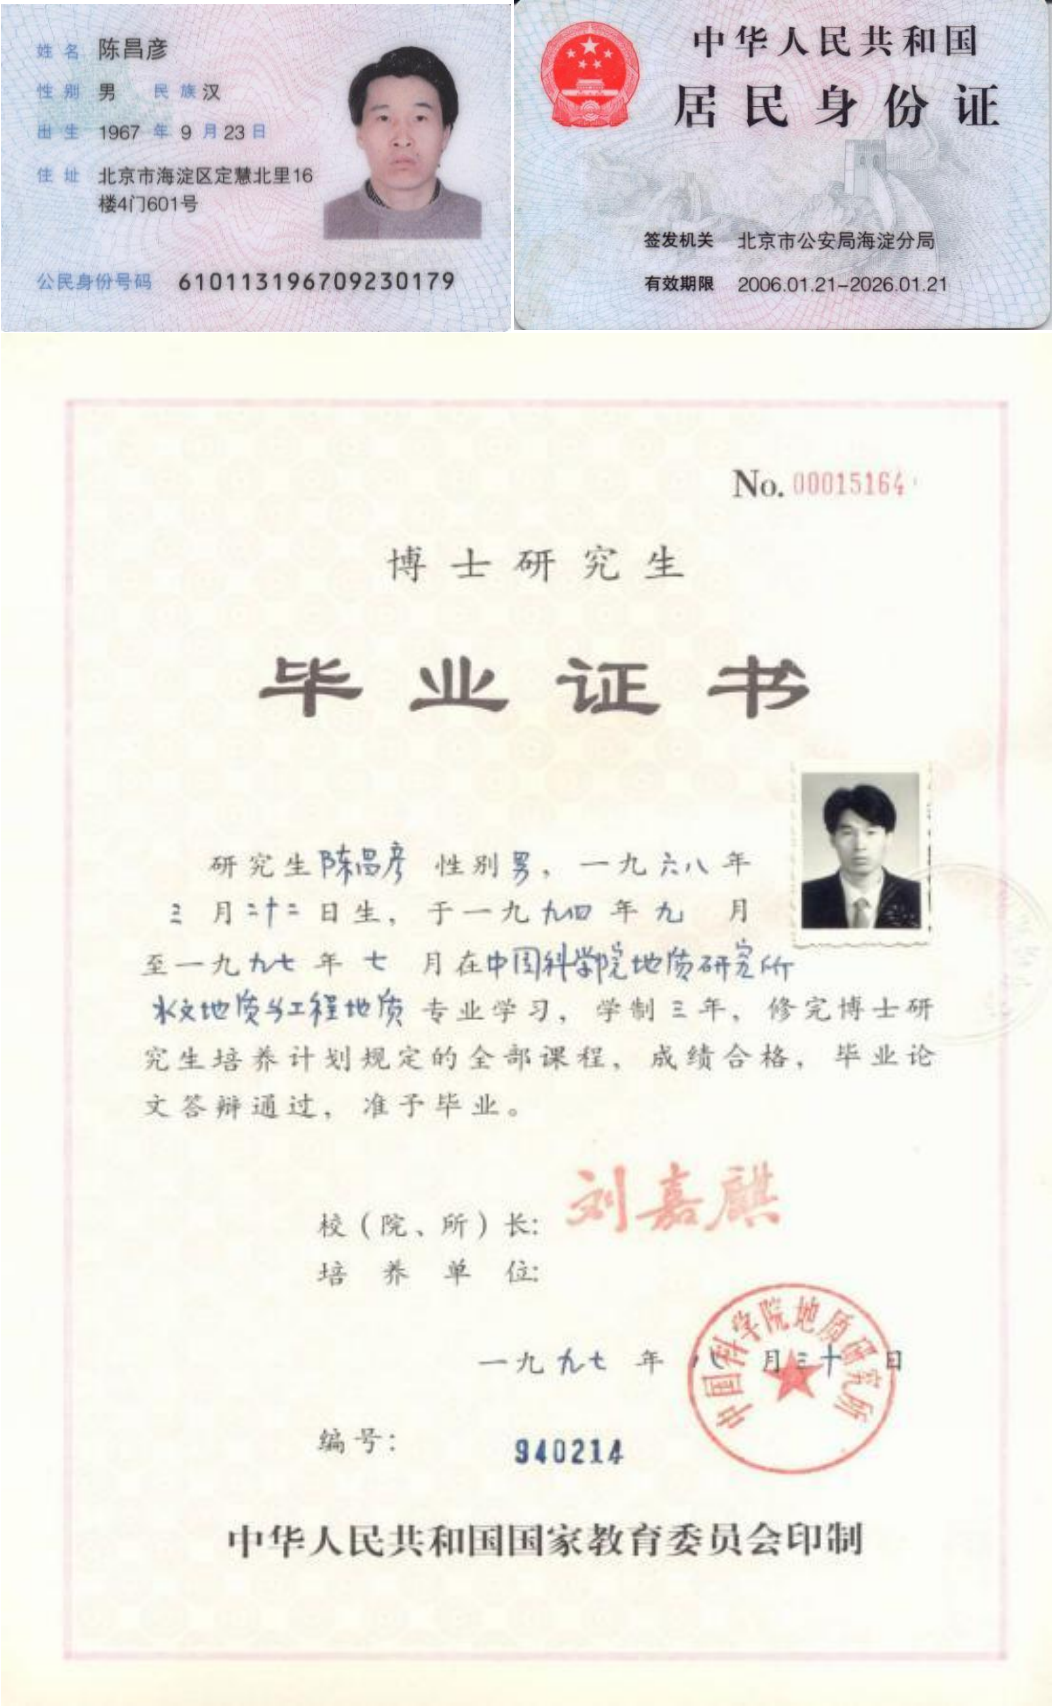 姓名 陈昌彦
性别 男 民族 汉
出生 1967 年 9 月 23 日
住址 北京市海淀区定慧北里16
楼4门601号
公民身份号码 610113196709230179
中华人民共和国
居民身份证
签发机关 北京市公安局海淀分局
有效期限 2006.01.21-2026.01.21
No. 00015164
博士研究生
毕业证书
研究生陈昌彦 性别男，一九六八年
三月二十二日生，于一九九四年九月
至一九九七年七月在中国科学院地质研究所
水文地质与工程地质专业学习，学制三年，修完博士研
究生培养计划规定的全部课程，成绩合格，毕业论
文答辩通过，准予毕业。
校（院、所）长: 刘嘉麒
培养单位:
中国科学院地质研究所
一九九七年八月三十日
编号: 940214
中华人民共和国国家教育委员会印制